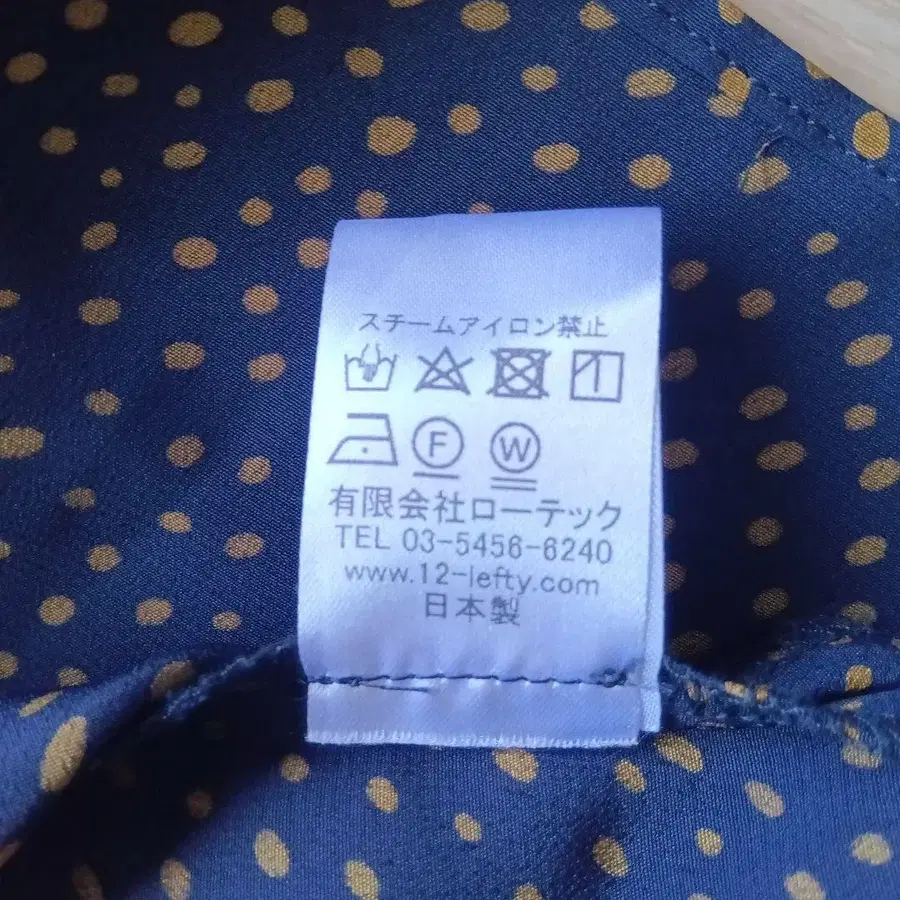 スチームアイロン禁止
F W
有限会社ローテック
TEL 03-5456-6240
www.12-lefty.com
日本製